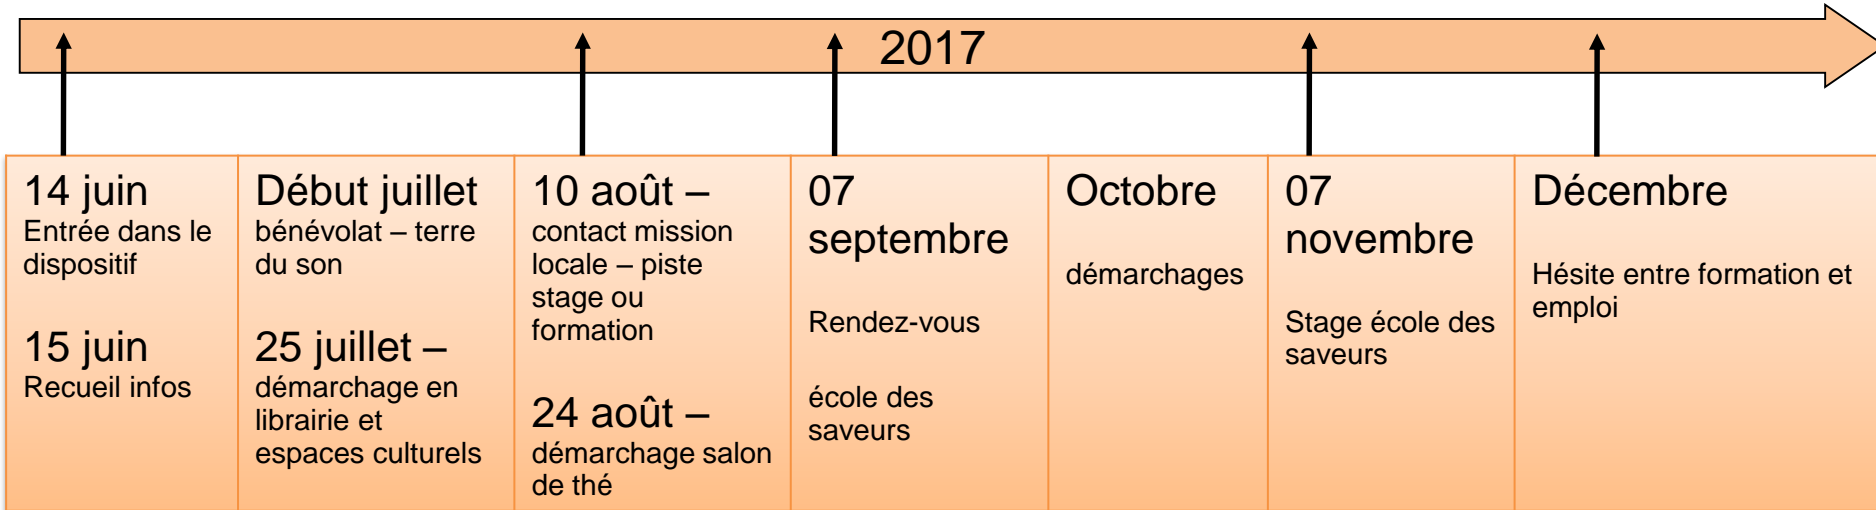 2017
14 juin
Entrée dans le
dispositif
15 juin
Recueil infos
Début juillet
bénévolat – terre
du son
25 juillet –
démarchage en
librairie et
espaces culturels
10 août –
contact mission
locale – piste
stage ou
formation
24 août –
démarchage salon
de thé
07
septembre
Rendez-vous
école des
saveurs
Octobre
démarchages
07
novembre
Stage école des
saveurs
Décembre
Hésite entre formation et
emploi